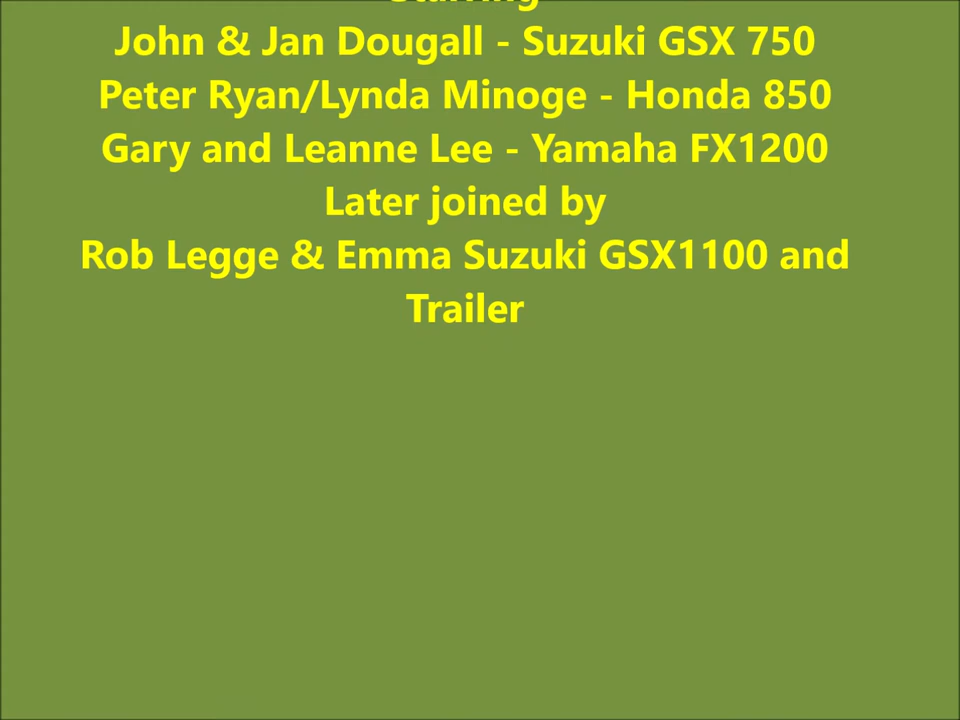 Starring
John & Jan Dougall - Suzuki GSX 750
Peter Ryan/Lynda Minoge - Honda 850
Gary and Leanne Lee - Yamaha FX1200
Later joined by
Rob Legge & Emma Suzuki GSX1100 and
Trailer